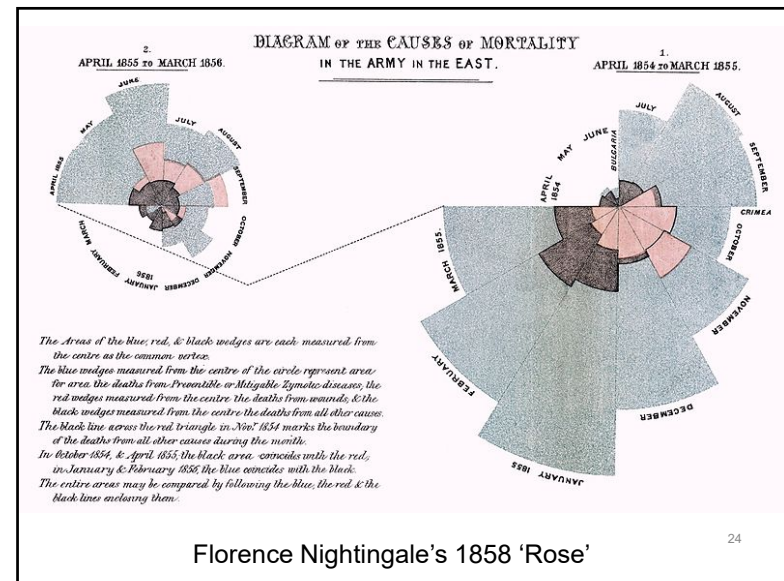 DIAGRAM OF THE CAUSES OF MORTALITY
IN THE ARMY IN THE EAST.
2.
APRIL 1855 TO MARCH 1856.
1.
APRIL 1854 TO MARCH 1855.
APRIL 1855
MAY
JUNE
JULY
AUGUST
SEPTEMBER
OCTOBER
NOVEMBER
DECEMBER
JANUARY
1856
FEBRUARY
MARCH
APRIL
1854
MAY
JUNE
BULGARIA
JULY
AUGUST
SEPTEMBER
CRIMEA
OCTOBER
NOVEMBER
DECEMBER
JANUARY 1855
FEBRUARY
MARCH 1855.
The Areas of the blue, red, & black wedges are each measured from
the centre as the common vertex.
The blue wedges measured from the centre of the circle represent area
for area the deaths from Preventible or Mitigable Zymotic diseases, the
red wedges measured from the centre the deaths from wounds, & the
black wedges measured from the centre the deaths from all other causes.
The black line across the red triangle in Novr. 1854 marks the boundary
of the deaths from all other causes during the month.
In October 1854, & April 1855, the black area coincides with the red,
in January & February 1856, the blue coincides with the black.
The entire areas may be compared by following the blue, the red & the
black lines enclosing them.
Florence Nightingale's 1858 'Rose'
24